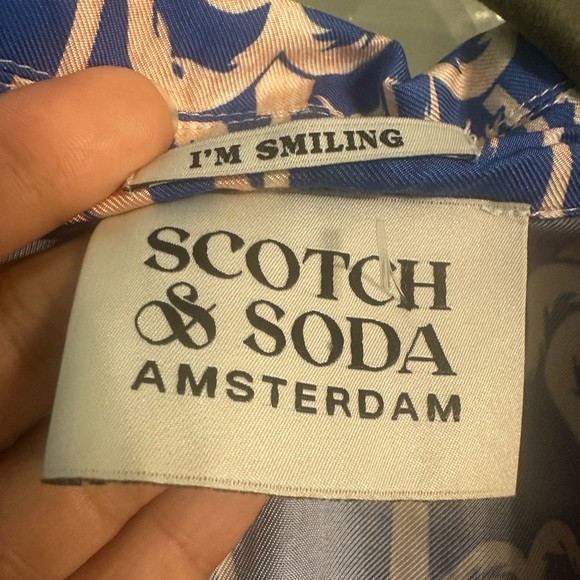 I'M SMILING
SCOTCH
& SODA
AMSTERDAM